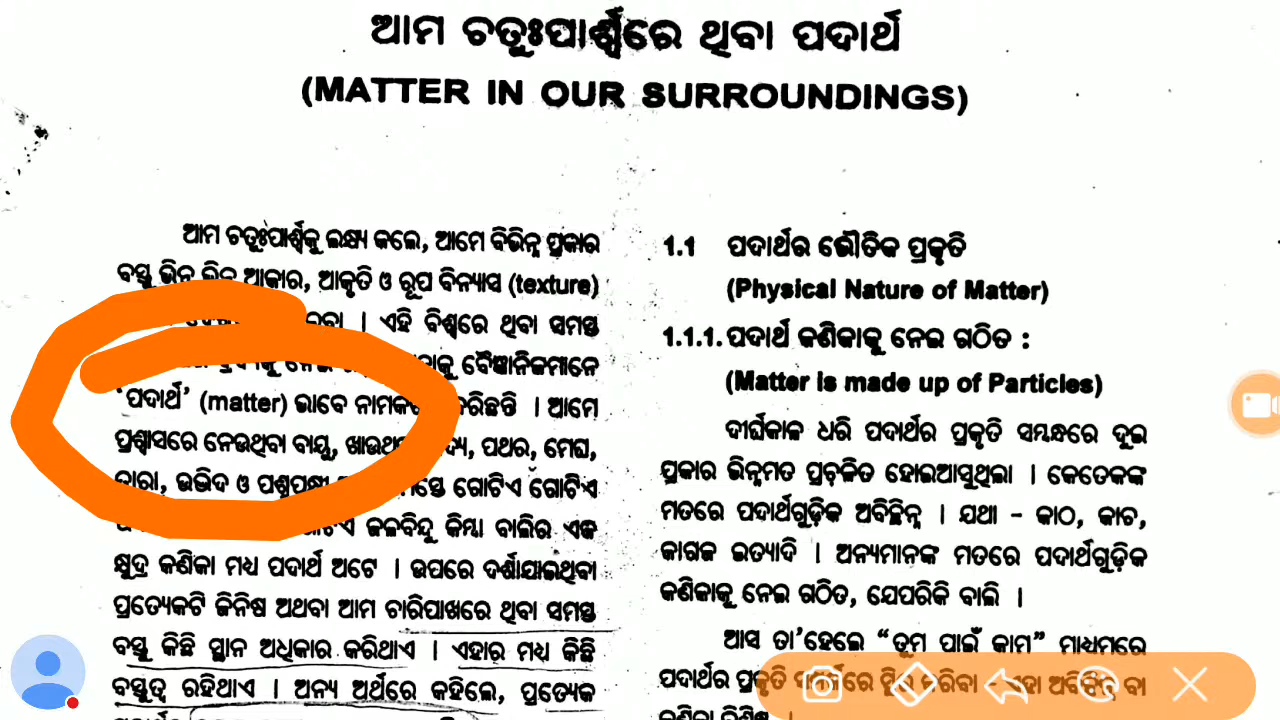 ଆମ ଚତୁଃପାର୍ଶ୍ଵରେ ଥିବା ପଦାର୍ଥ
(MATTER IN OUR SURROUNDINGS)
ଆମ ଚତୁଃପାର୍ଶ୍ଵକୁ ଲକ୍ଷ୍ୟ କଲେ, ଆମେ ବିଭିନ୍ନ ପ୍ରକାର
ବସ୍ତୁ ଭିନ୍ନ ଭିନ୍ନ ଆକାର, ଆକୃତି ଓ ରୂପ ବିନ୍ୟାସ (texture)
। ଏହି ବିଶ୍ୱରେ ଥିବା ସମସ୍ତ
ବୈଜ୍ଞାନିକମାନେ
'ପଦାର୍ଥ' (matter) ଭାବେ । ଆମେ
ପ୍ରଶ୍ୱାସରେ ନେଉଥିବା ବାୟୁ, ପଥର, ମେଘ,
ତାରା, ଉଦ୍ଭିଦ ଓ ପଶୁପକ୍ଷୀ ଗୋଟିଏ ଗୋଟିଏ
ଜଳବିନ୍ଦୁ କିମ୍ବା ବାଲିର ଏକ
କ୍ଷୁଦ୍ର କଣିକା ମଧ୍ୟ ପଦାର୍ଥ ଅଟେ । ଉପରେ ଦର୍ଶାଯାଇଥିବା
ପ୍ରତ୍ୟେକଟି ଜିନିଷ ଅଥବା ଆମ ଚାରିପାଖରେ ଥିବା ସମସ୍ତ
ବସ୍ତୁ କିଛି ସ୍ଥାନ ଅଧିକାର କରିଥାଏ । ଏହାର ମଧ୍ୟ କିଛି
ବସ୍ତୁତ୍ୱ ରହିଥାଏ । ଅନ୍ୟ ଅର୍ଥରେ କହିଲେ, ପ୍ରତ୍ୟେକ
1.1 ପଦାର୍ଥର ଭୌତିକ ପ୍ରକୃତି
(Physical Nature of Matter)
1.1.1. ପଦାର୍ଥ କଣିକାକୁ ନେଇ ଗଠିତ :
(Matter is made up of Particles)
ଦୀର୍ଘକାଳ ଧରି ପଦାର୍ଥର ପ୍ରକୃତି ସମ୍ବନ୍ଧରେ ଦୁଇ
ପ୍ରକାର ଭିନ୍ନମତ ପ୍ରଚଳିତ ହୋଇଆସୁଥିଲା । କେତେକଙ୍କ
ମତରେ ପଦାର୍ଥଗୁଡ଼ିକ ଅବିଚ୍ଛିନ୍ନ । ଯଥା – କାଠ, କାଚ,
କାଗଜ ଇତ୍ୟାଦି । ଅନ୍ୟମାନଙ୍କ ମତରେ ପଦାର୍ଥଗୁଡ଼ିକ
କଣିକାକୁ ନେଇ ଗଠିତ, ଯେପରିକି ବାଲି ।
ଆସ ତା'ହେଲେ "ତୁମ ପାଇଁ କାମ" ମାଧ୍ୟମରେ
ପଦାର୍ଥର ପ୍ରକୃତି